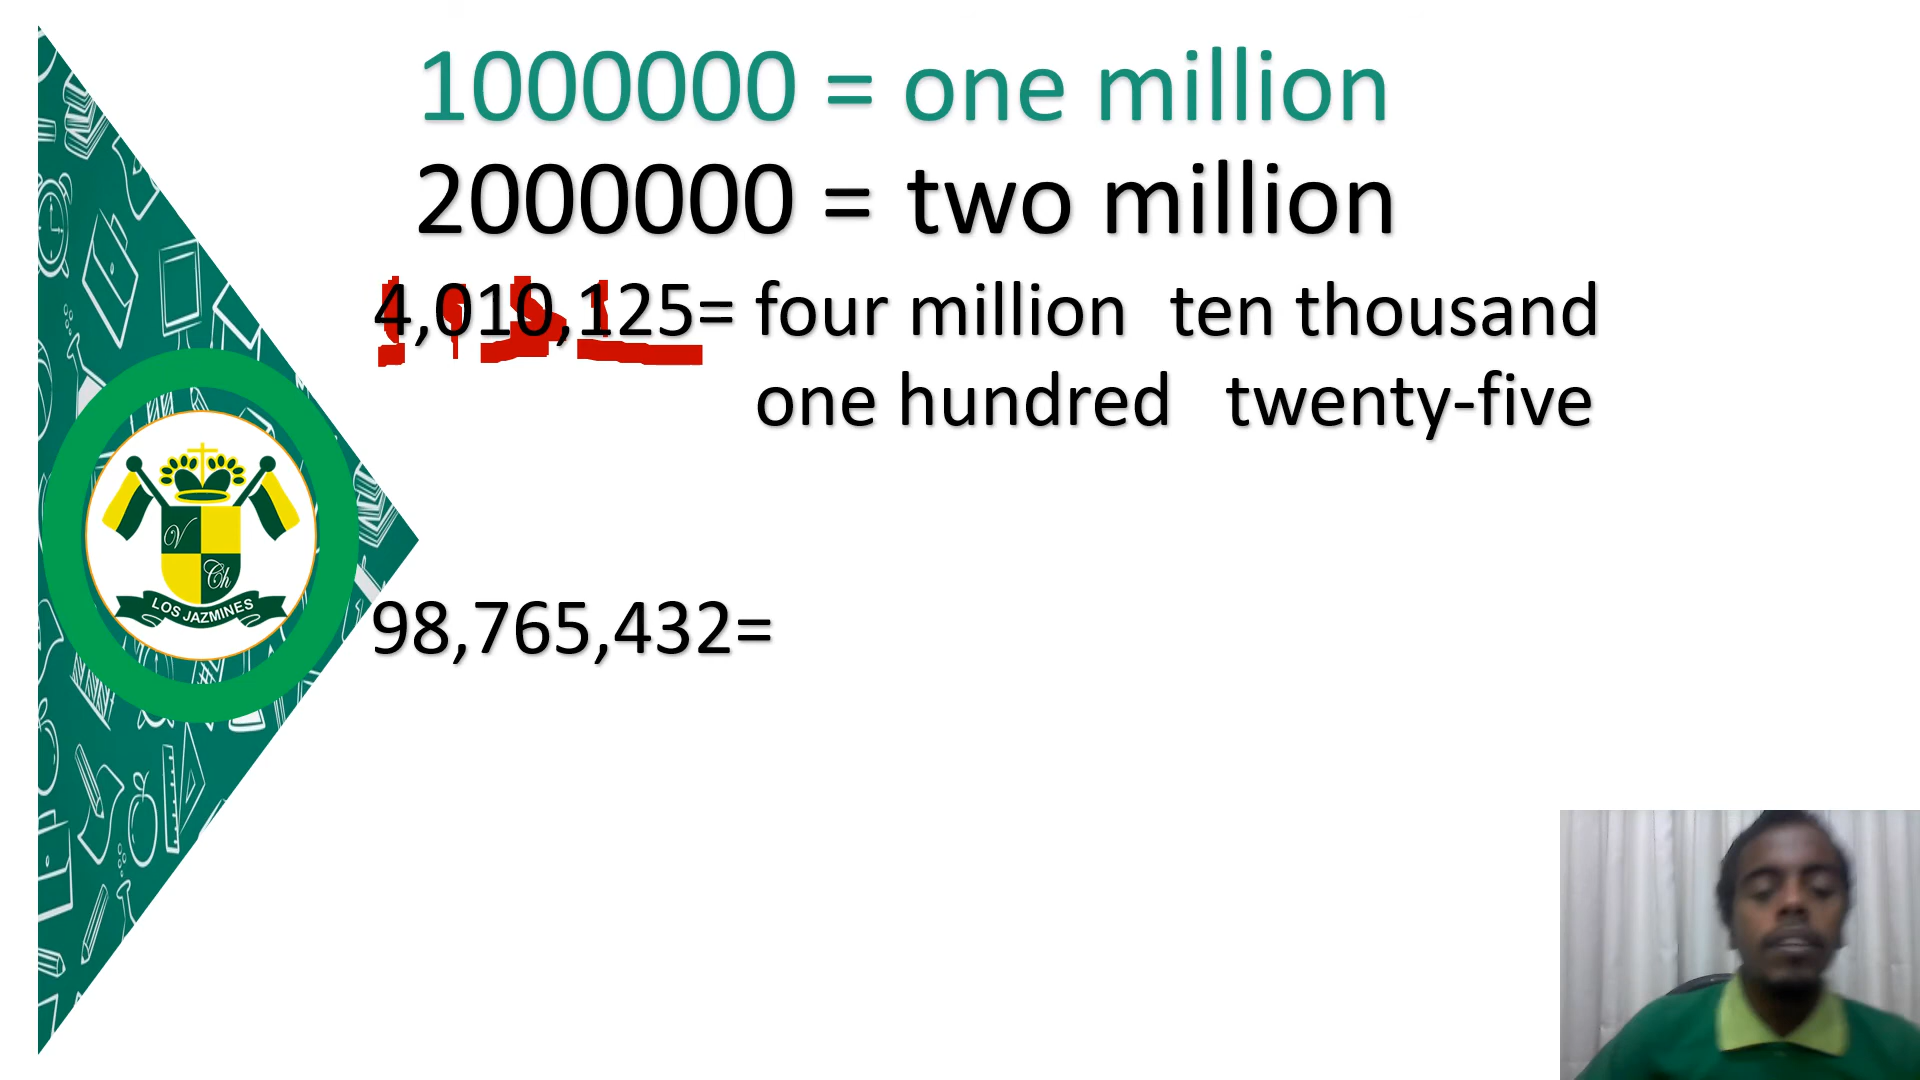 1000000 = one million
2000000 = two million
4,010,125= four million ten thousand
one hundred twenty-five
V
Ch
LOS JAZMINES
98,765,432=